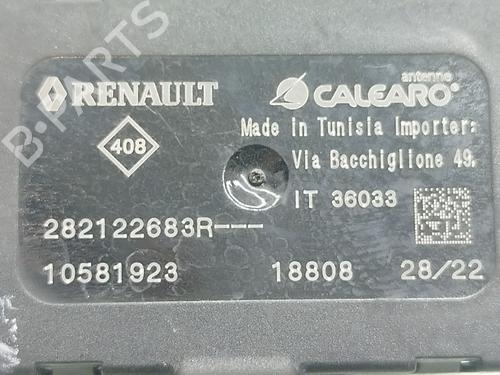 B-PARTS
RENAULT
antenne
CALEARO®
408
Made in Tunisia Importer:
Via Bacchiglione 49,
IT 36033
282122683R---
10581923 18808 28/22